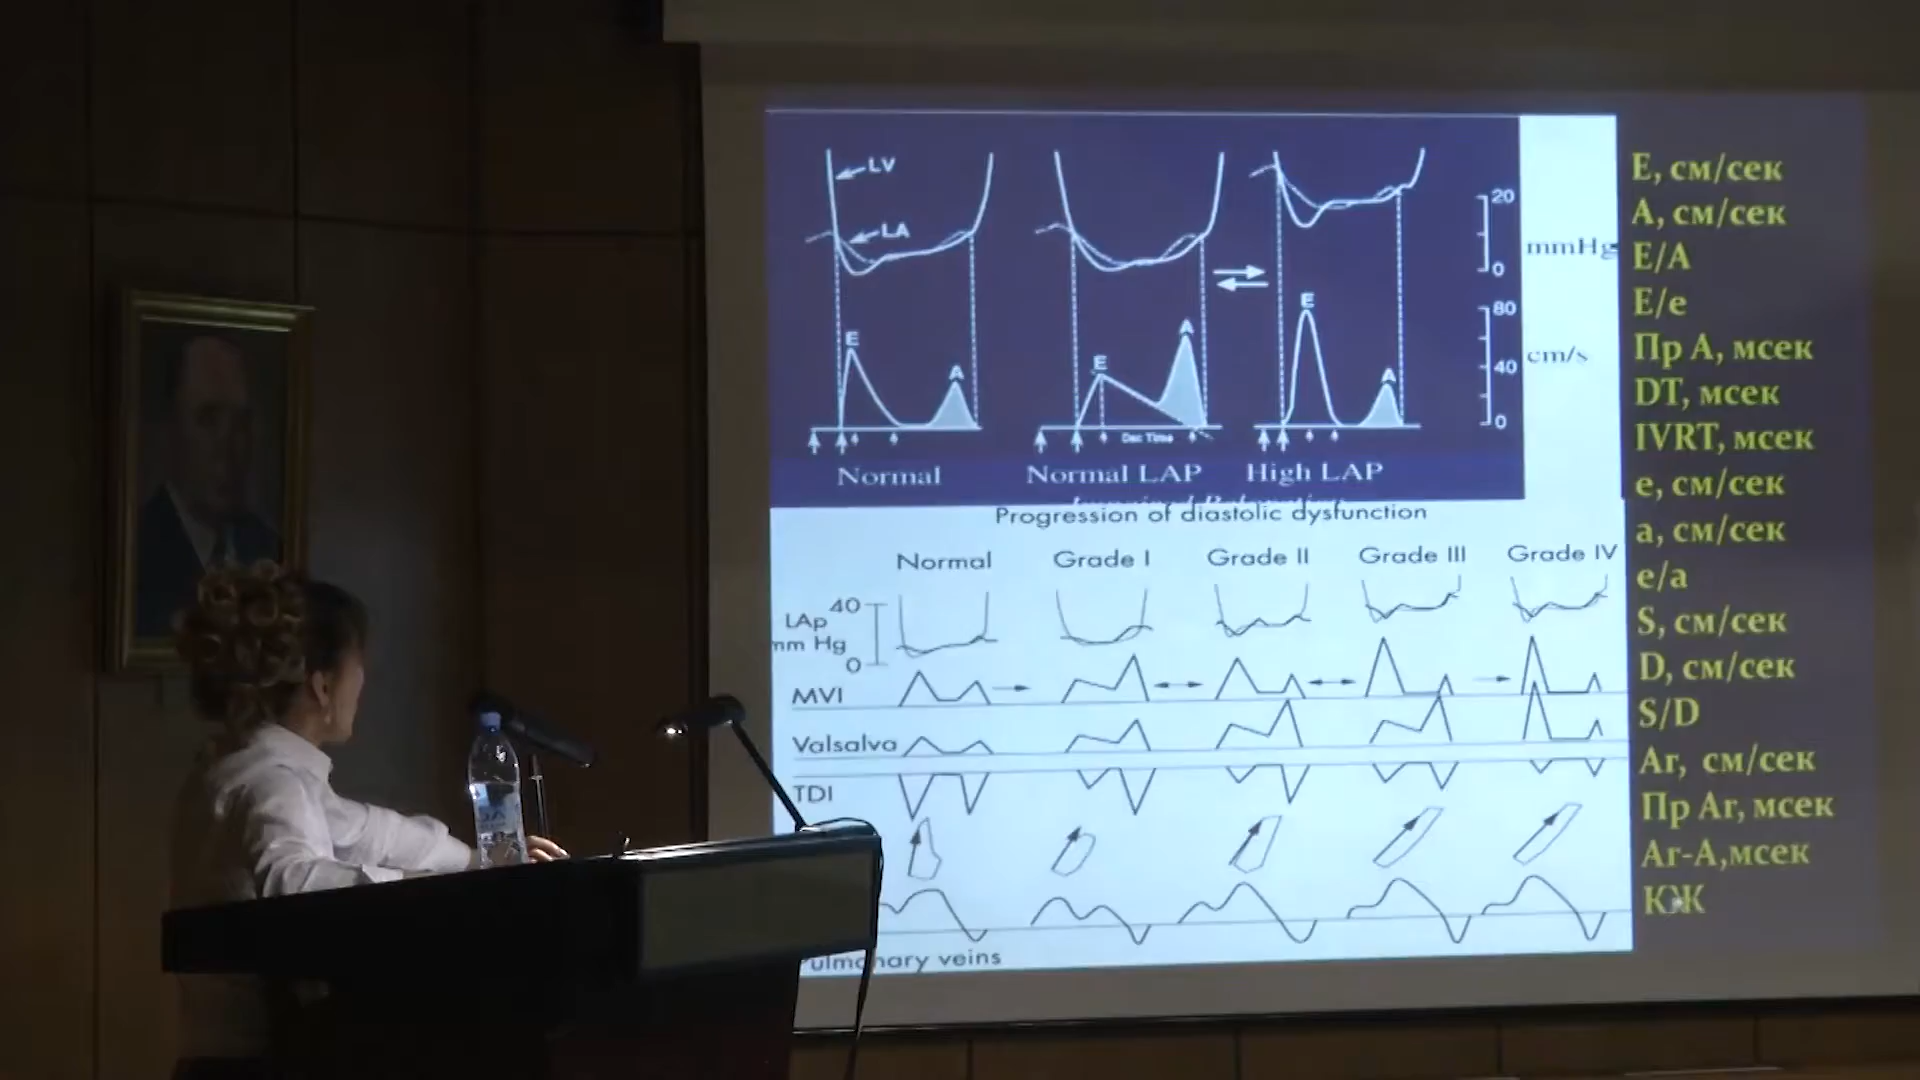 LV
LA
20
mmHg
0
80
E
E
A
E
A
cm/s
40
A
0
Dec Time
Normal
Normal LAP
High LAP
Progression of diastolic dysfunction
Normal
Grade I
Grade II
Grade III
Grade IV
40
LAp
mm Hg
0
MVI
Valsalva
TDI
Pulmonary veins
E, см/сек
A, см/сек
E/A
E/e
Пр A, мсек
DT, мсек
IVRT, мсек
e, см/сек
a, см/сек
e/a
S, см/сек
D, см/сек
S/D
Ar, см/сек
Пр Ar, мсек
Ar-A,мсек
КЖ